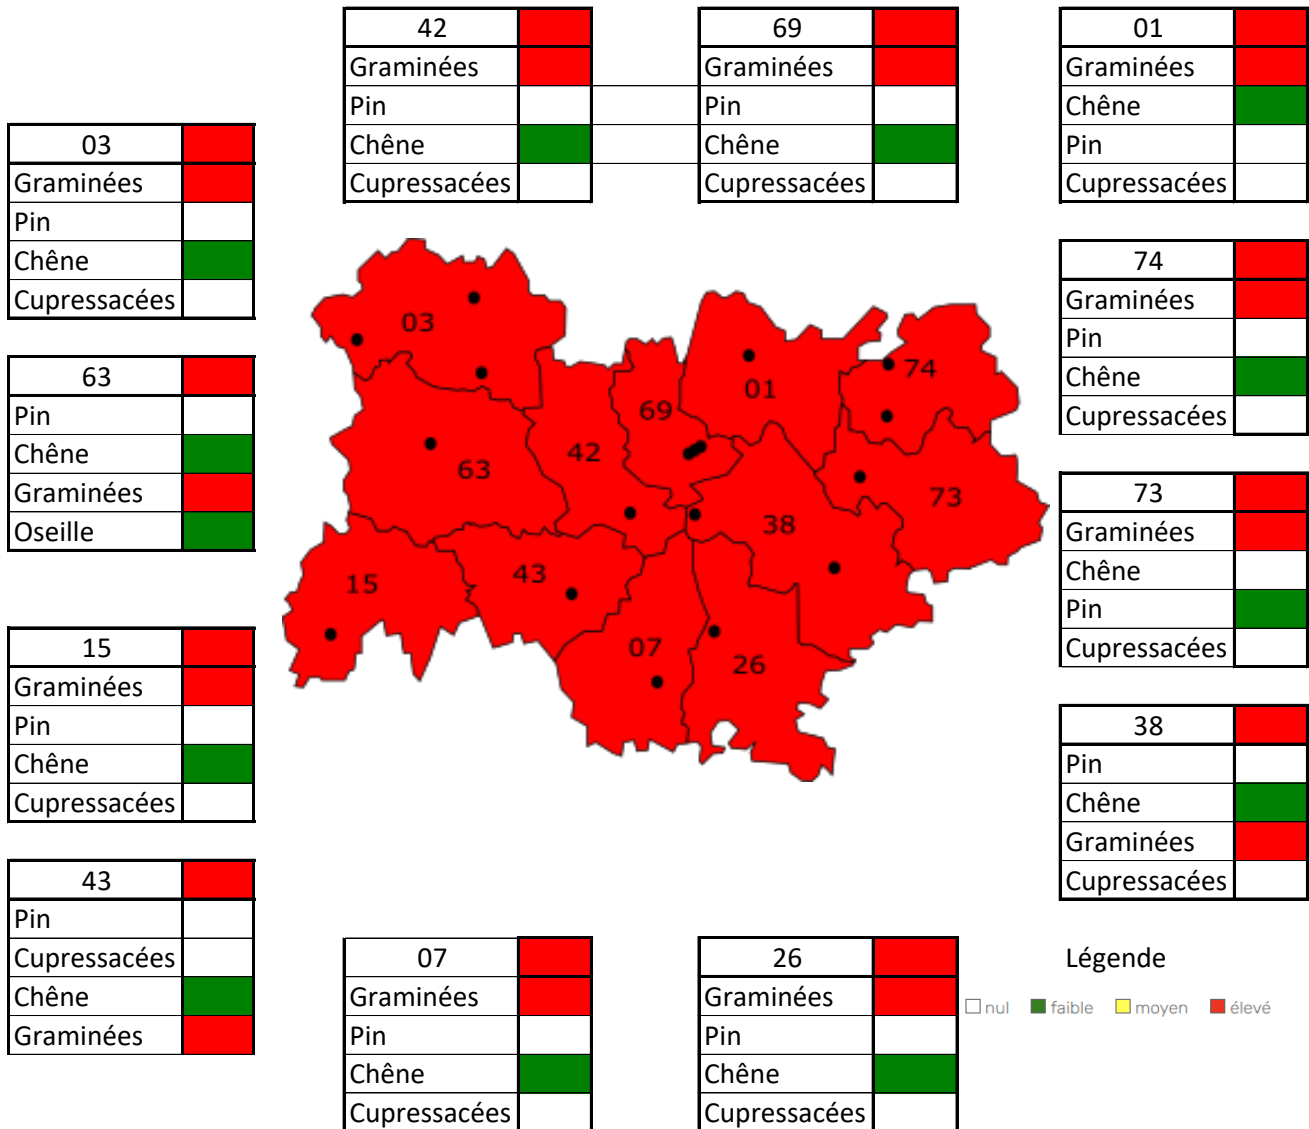 42
Graminées
Pin
Chêne
Cupressacées
69
Graminées
Pin
Chêne
Cupressacées
01
Graminées
Chêne
Pin
Cupressacées
03
Graminées
Pin
Chêne
Cupressacées
63
Pin
Chêne
Graminées
Oseille
15
Graminées
Pin
Chêne
Cupressacées
43
Pin
Cupressacées
Chêne
Graminées
03
63
42
69
01
74
73
38
15
43
07
26
74
Graminées
Pin
Chêne
Cupressacées
73
Graminées
Chêne
Pin
Cupressacées
38
Pin
Chêne
Graminées
Cupressacées
07
Graminées
Pin
Chêne
Cupressacées
26
Graminées
Pin
Chêne
Cupressacées
Légende
nul faible moyen élevé